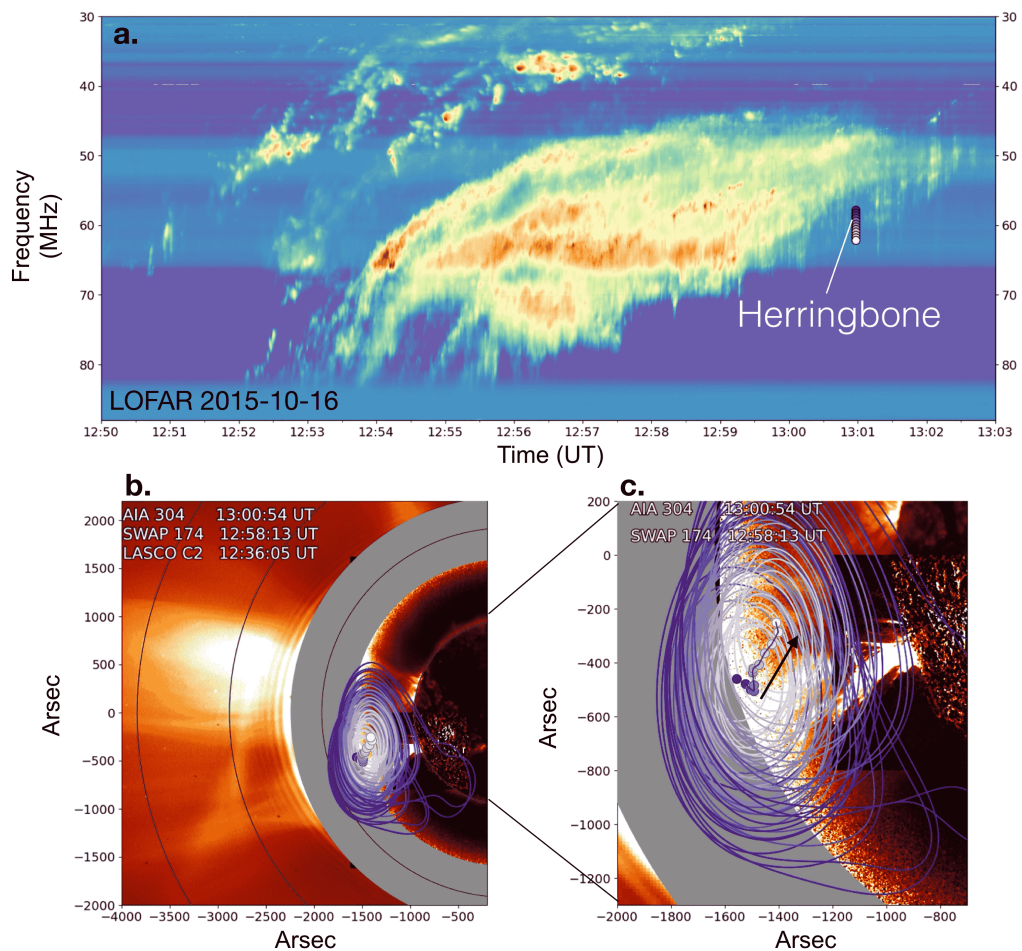 a.
30
40
50
60
70
80
30
40
50
60
70
80
Frequency
(MHz)
Herringbone
LOFAR 2015-10-16
12:50 12:51 12:52 12:53 12:54 12:55 12:56 12:57 12:58 12:59 13:00 13:01 13:02 13:03
Time (UT)
b.
AIA 304 13:00:54 UT
SWAP 174 12:58:13 UT
LASCO C2 12:36:05 UT
2000
1500
1000
500
0
−500
−1000
−1500
−2000
Arsec
−4000 −3500 −3000 −2500 −2000 −1500 −1000 −500
Arsec
c.
AIA 304 13:00:54 UT
SWAP 174 12:58:13 UT
200
0
−200
−400
−600
−800
−1000
−1200
Arsec
−2000 −1800 −1600 −1400 −1200 −1000 −800
Arsec